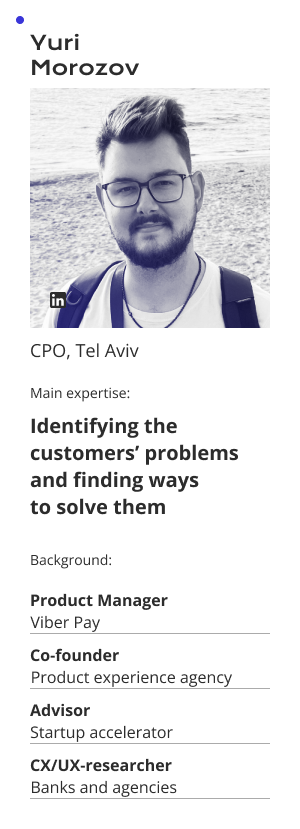 Yuri
Morozov
in
CPO, Tel Aviv
Main expertise:
Identifying the
customers’ problems
and finding ways
to solve them
Background:
Product Manager
Viber Pay
Co-founder
Product experience agency
Advisor
Startup accelerator
CX/UX-researcher
Banks and agencies